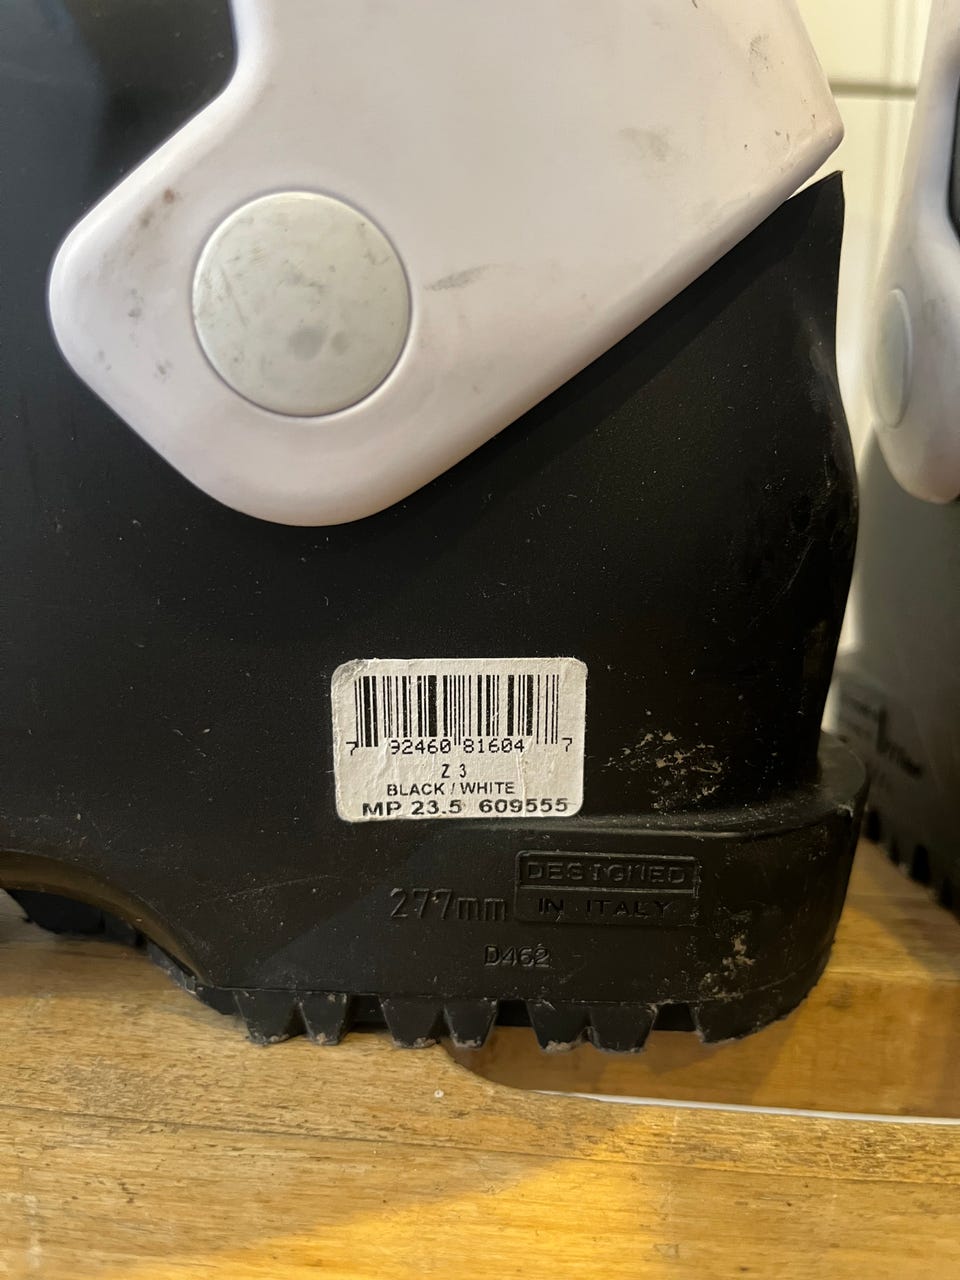 7 92460 81604 7
Z 3
BLACK / WHITE
MP 23.5 609555
277mm
DESIGNED
IN ITALY
D462